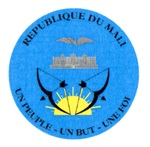 REPUBLIQUE DU MALI
UN PEUPLE - UN BUT - UNE FOI